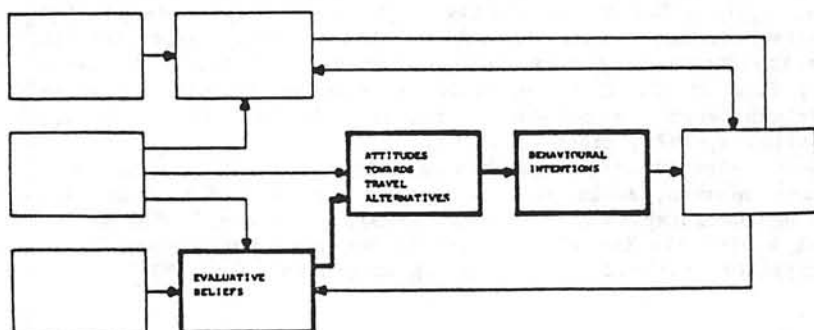 ATTITUDES
TOWARDS
TRAVEL
ALTERNATIVES
BEHAVIOURAL
INTENTIONS
EVALUATIVE
BELIEFS